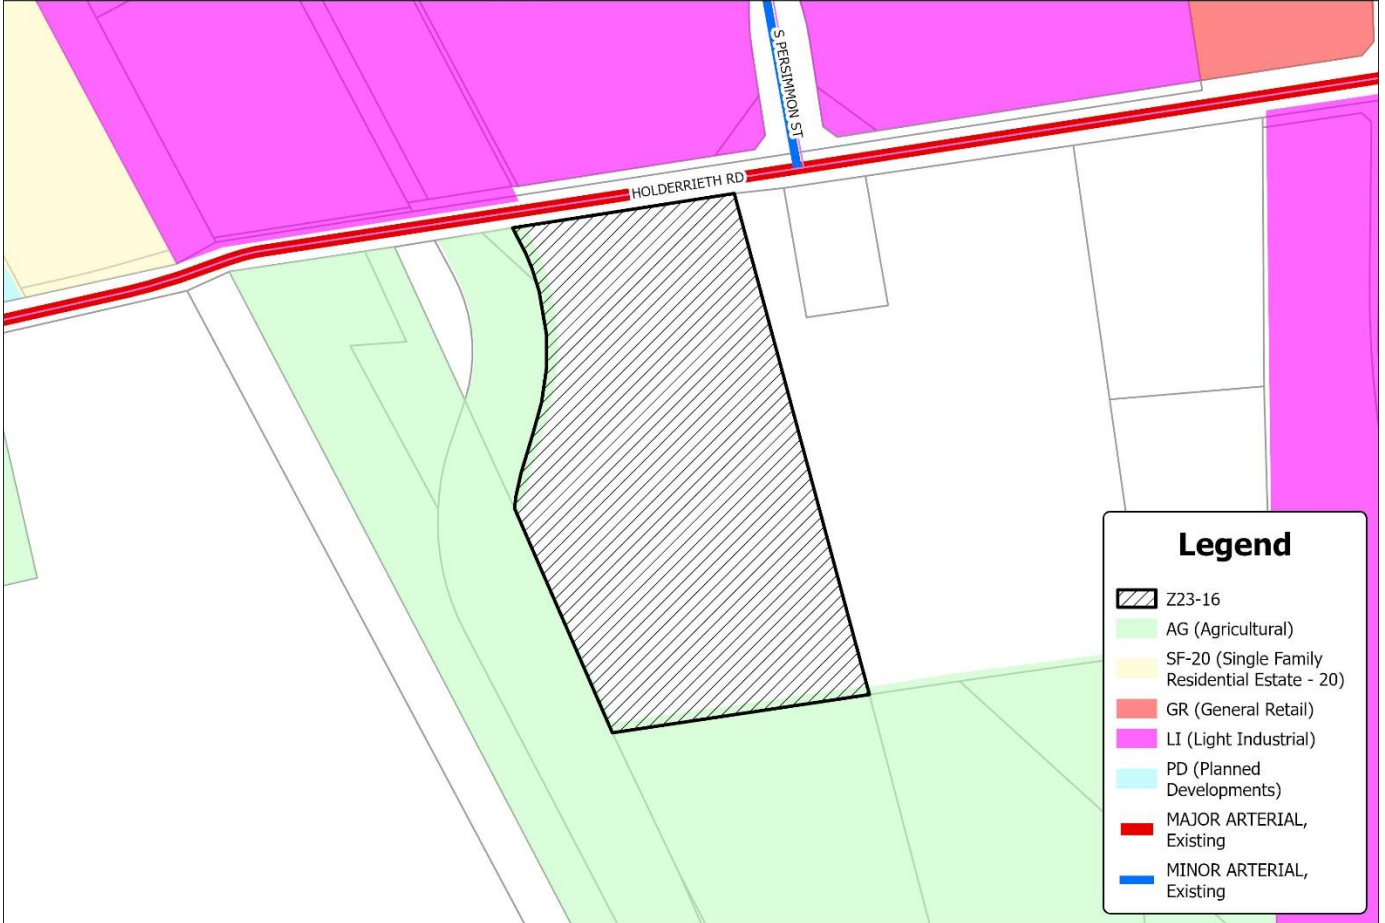 S PERSIMMON ST
HOLDERRIETH RD
Legend
Z23-16
AG (Agricultural)
SF-20 (Single Family
Residential Estate - 20)
GR (General Retail)
LI (Light Industrial)
PD (Planned
Developments)
MAJOR ARTERIAL,
Existing
MINOR ARTERIAL,
Existing